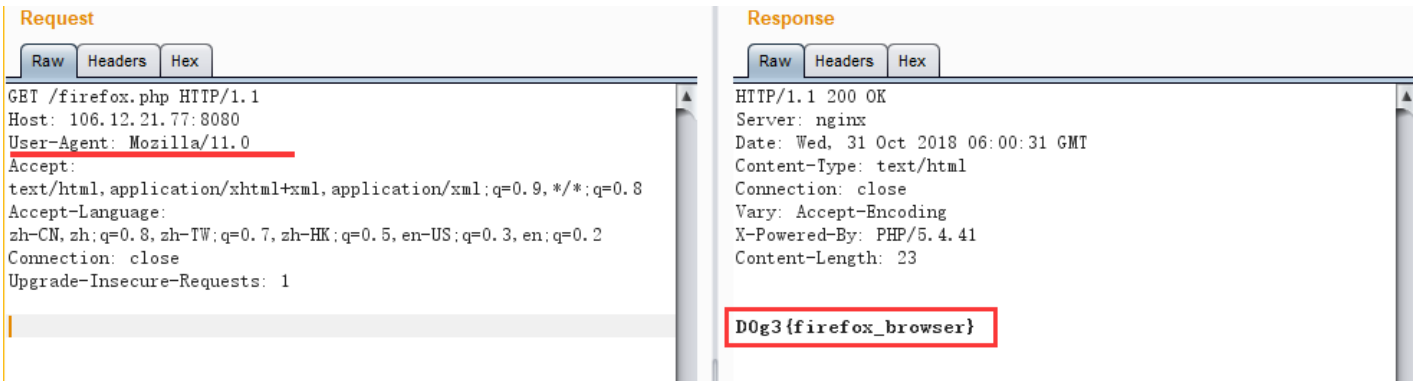 Request
Raw Headers Hex
GET /firefox.php HTTP/1.1
Host: 106.12.21.77:8080
User-Agent: Mozilla/11.0
Accept:
text/html,application/xhtml+xml,application/xml;q=0.9,*/*;q=0.8
Accept-Language:
zh-CN,zh;q=0.8,zh-TW;q=0.7,zh-HK;q=0.5,en-US;q=0.3,en;q=0.2
Connection: close
Upgrade-Insecure-Requests: 1
Response
Raw Headers Hex
HTTP/1.1 200 OK
Server: nginx
Date: Wed, 31 Oct 2018 06:00:31 GMT
Content-Type: text/html
Connection: close
Vary: Accept-Encoding
X-Powered-By: PHP/5.4.41
Content-Length: 23
D0g3{firefox_browser}